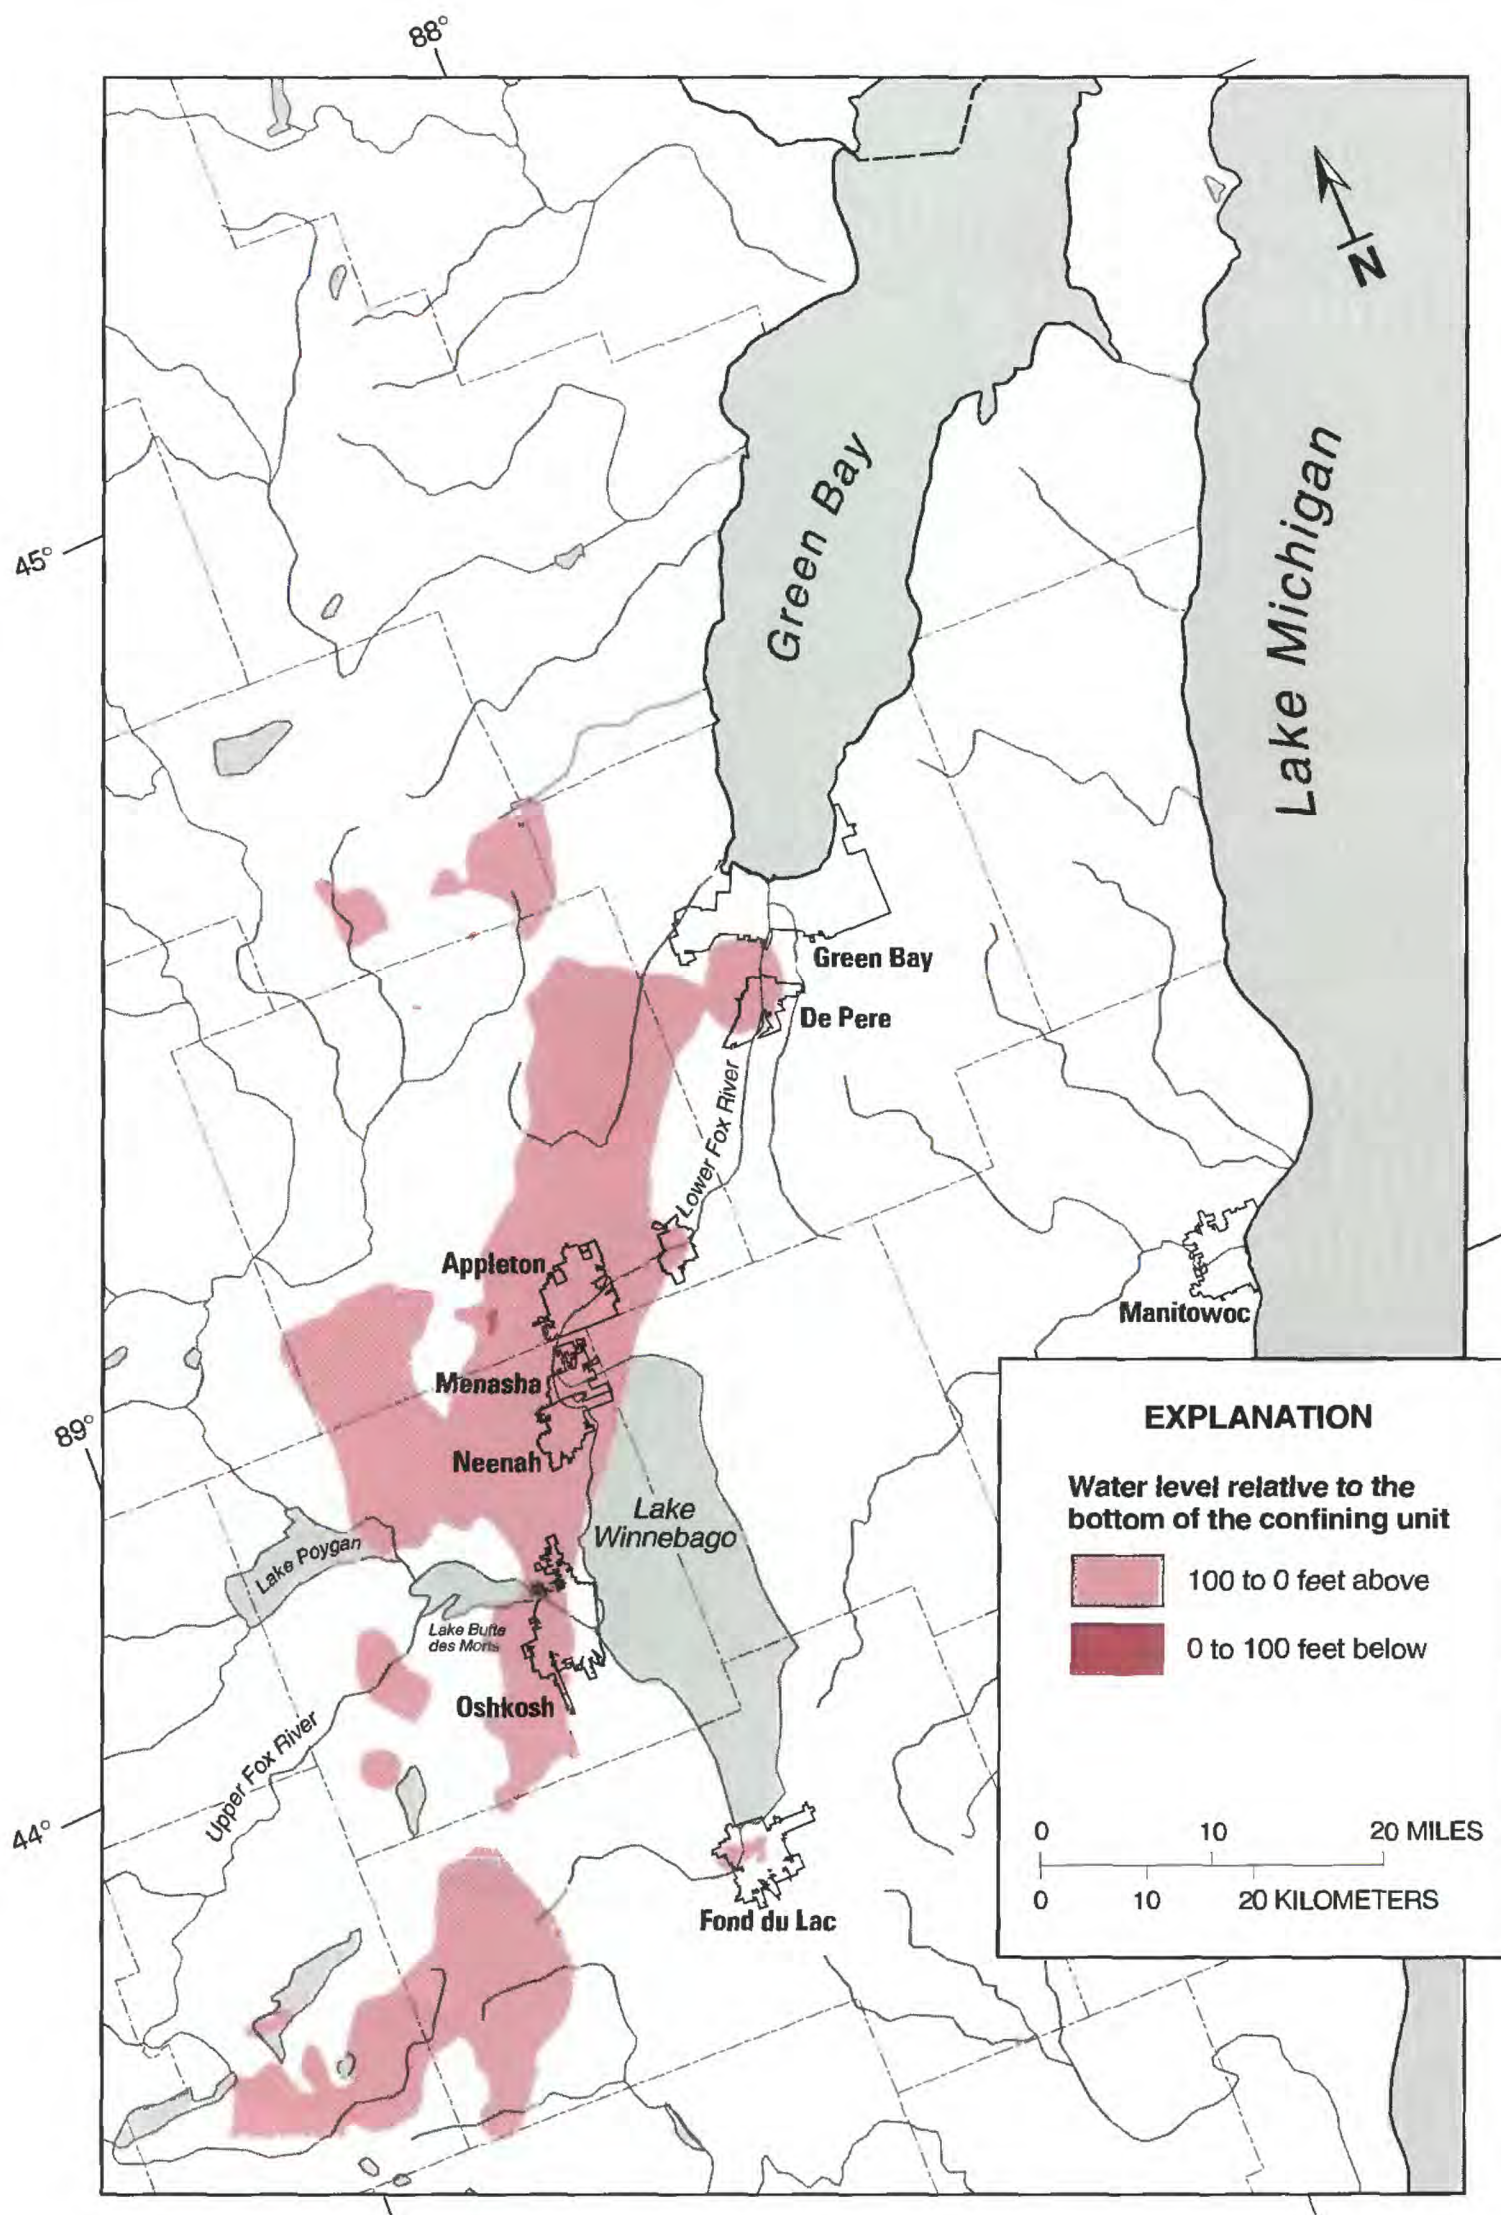 88°
N
45°
Green Bay
Lake Michigan
Green Bay
De Pere
Lower Fox River
Appleton
Manitowoc
Menasha
89°
Neenah
Lake
Winnebago
Lake Poygan
Lake Butte
des Morts
Oshkosh
Upper Fox River
44°
Fond du Lac
EXPLANATION
Water level relative to the
bottom of the confining unit
100 to 0 feet above
0 to 100 feet below
0 10 20 MILES
0 10 20 KILOMETERS